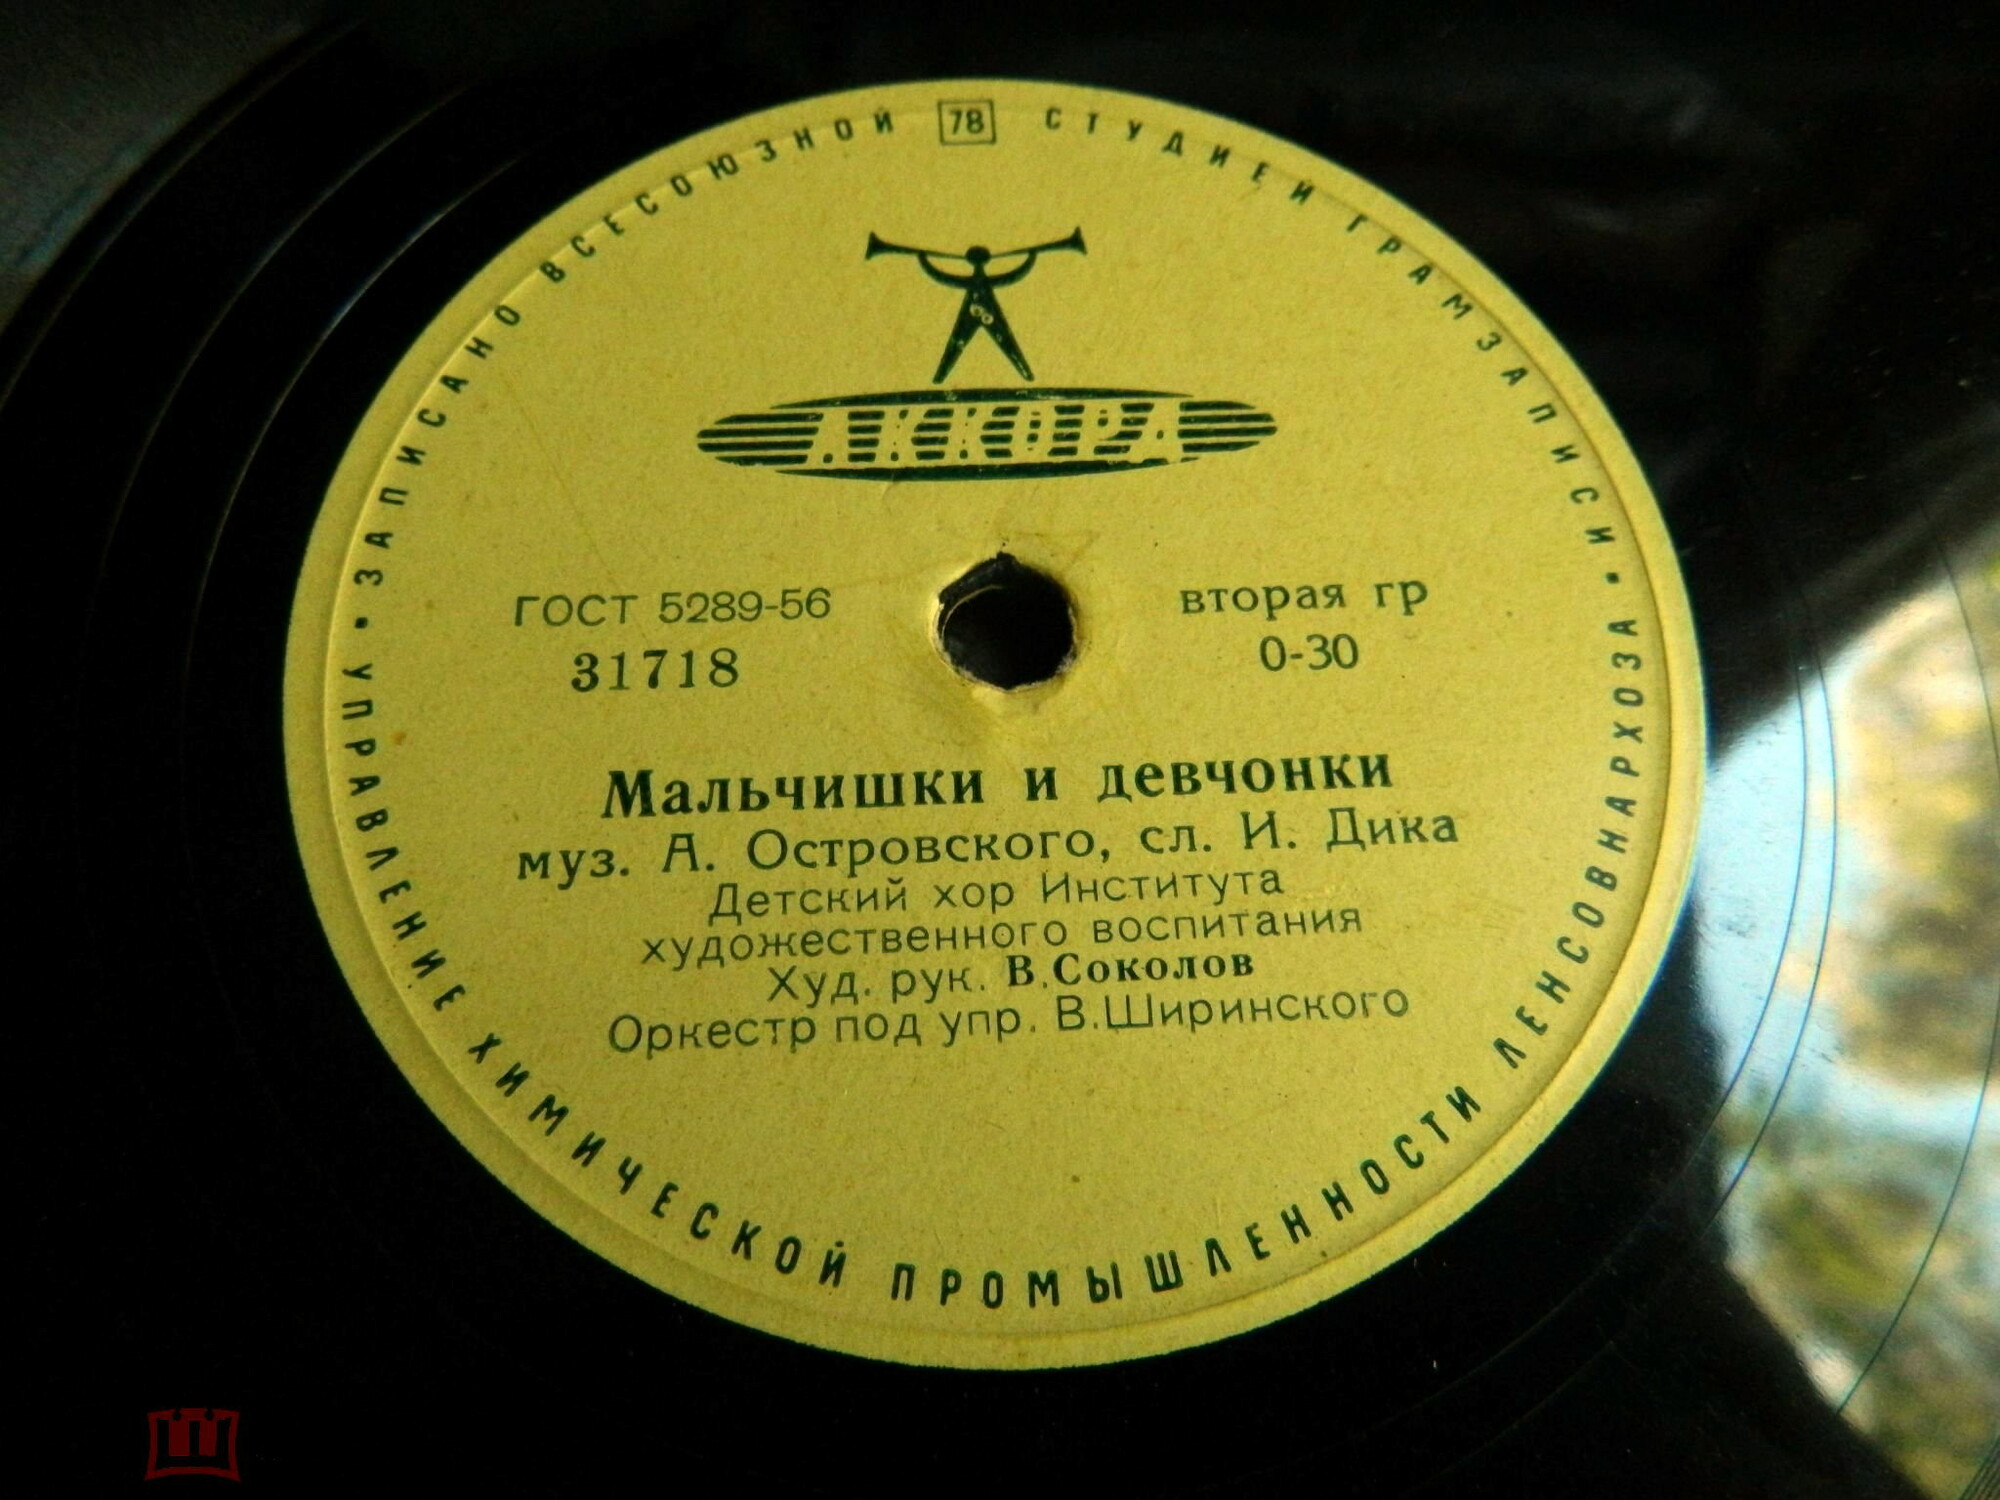 ЗАПИСАНО ВСЕСОЮЗНОЙ 78 СТУДИЕЙ ГРАМЗАПИСИ
АККОРД
ГОСТ 5289-56
31718
вторая гр
0-30
Мальчишки и девчонки
муз. А. Островского, сл. И. Дика
Детский хор Института
художественного воспитания
Худ. рук. В.Соколов
Оркестр под упр. В.Ширинского
УПРАВЛЕНИЕ ХИМИЧЕСКОЙ ПРОМЫШЛЕННОСТИ ЛЕНСОВНАРХОЗА